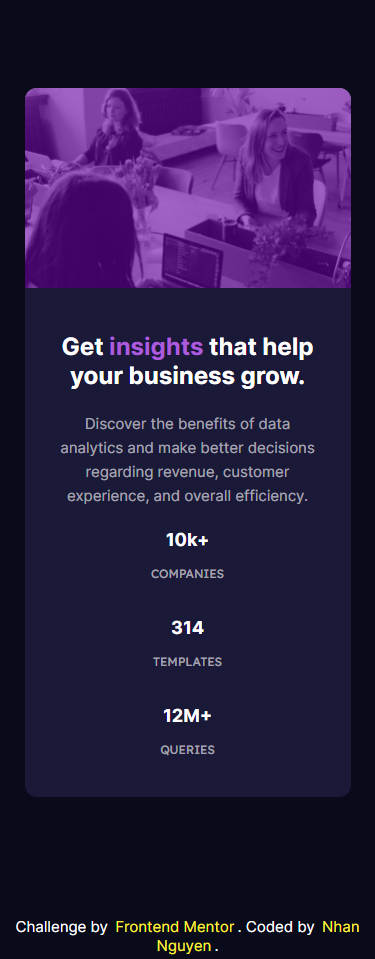 Get insights that help
your business grow.
Discover the benefits of data
analytics and make better decisions
regarding revenue, customer
experience, and overall efficiency.
10k+
COMPANIES
314
TEMPLATES
12M+
QUERIES
Challenge by Frontend Mentor. Coded by Nhan
Nguyen.